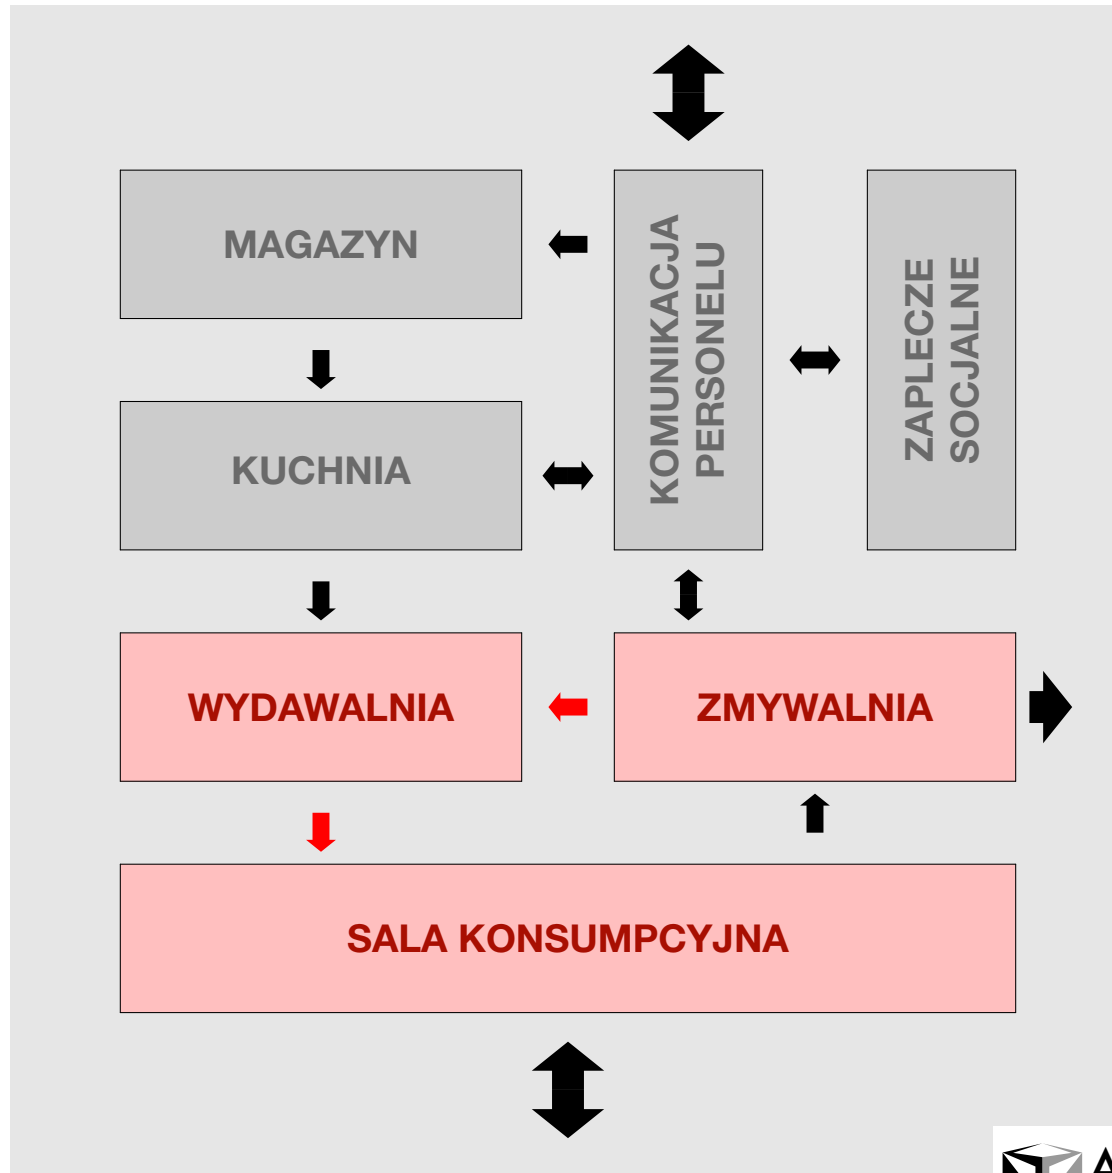 MAGAZYN
KOMUNIKACJA
PERSONELU
ZAPLECZE
SOCJALNE
KUCHNIA
WYDAWALNIA
ZMYWALNIA
SALA KONSUMPCYJNA